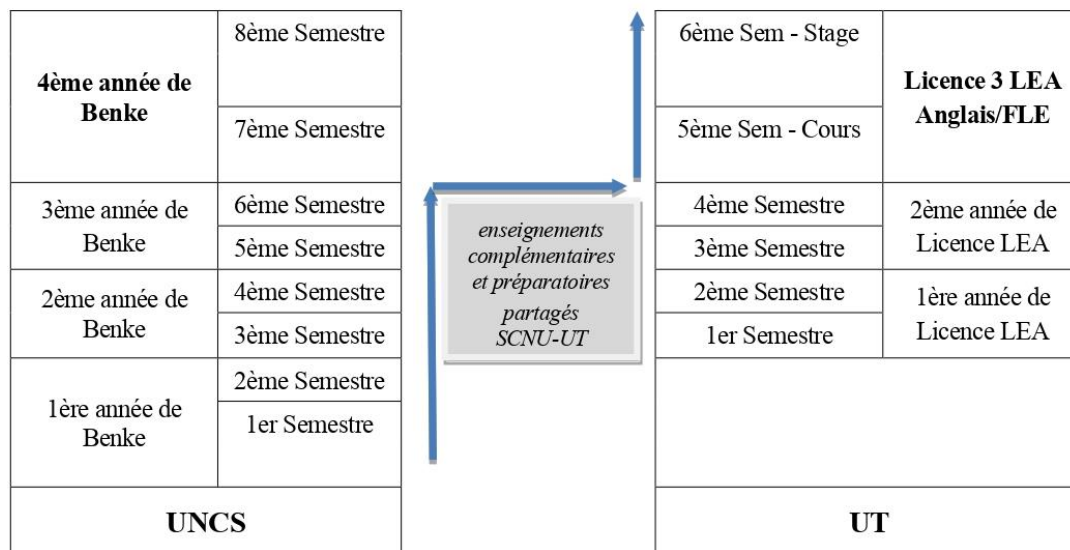 4ème année de
Benke
8ème Semestre
7ème Semestre
3ème année de
Benke
6ème Semestre
5ème Semestre
2ème année de
Benke
4ème Semestre
3ème Semestre
1ère année de
Benke
2ème Semestre
1er Semestre
UNCS
enseignements
complémentaires
et préparatoires
partagés
SCNU-UT
6ème Sem - Stage
5ème Sem - Cours
Licence 3 LEA
Anglais/FLE
4ème Semestre
3ème Semestre
2ème année de
Licence LEA
2ème Semestre
1er Semestre
1ère année de
Licence LEA
UT